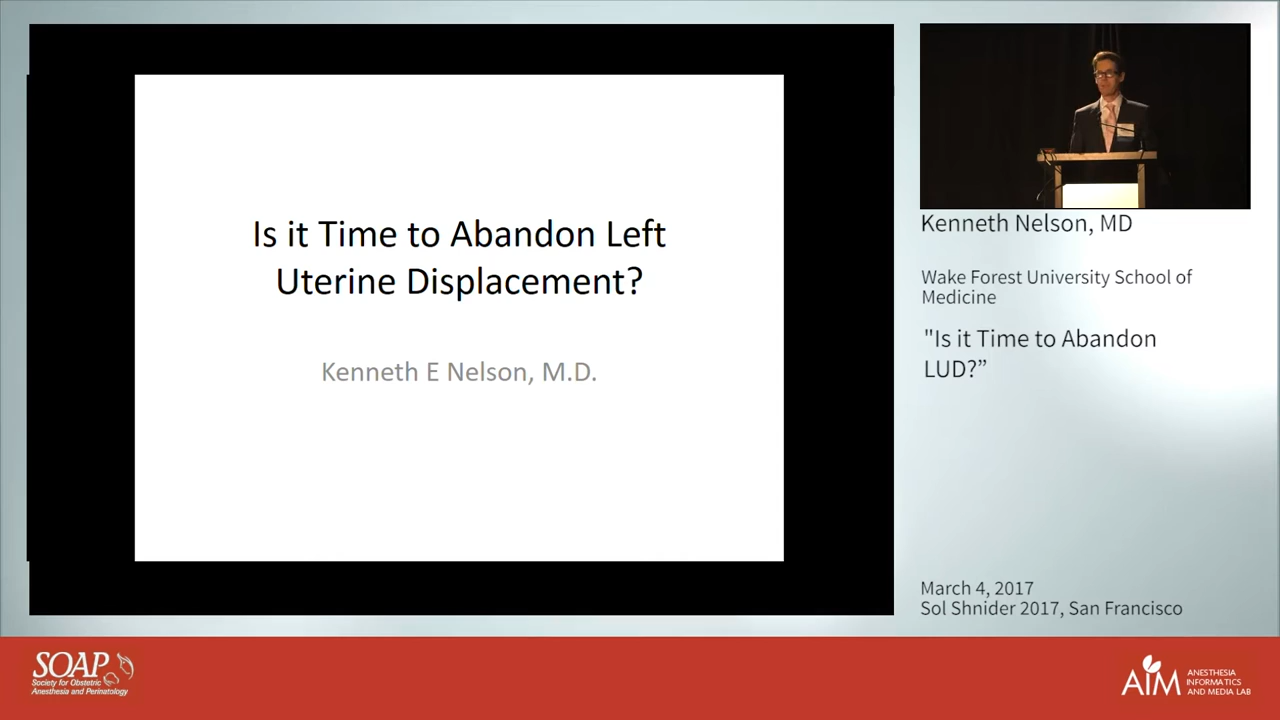 Is it Time to Abandon Left
Uterine Displacement?
Kenneth E Nelson, M.D.
Kenneth Nelson, MD
Wake Forest University School of
Medicine
"Is it Time to Abandon
LUD?”
March 4, 2017
Sol Shnider 2017, San Francisco
SOAP
Society for Obstetric
Anesthesia and Perinatology
AIM
ANESTHESIA
INFORMATICS
AND MEDIA LAB